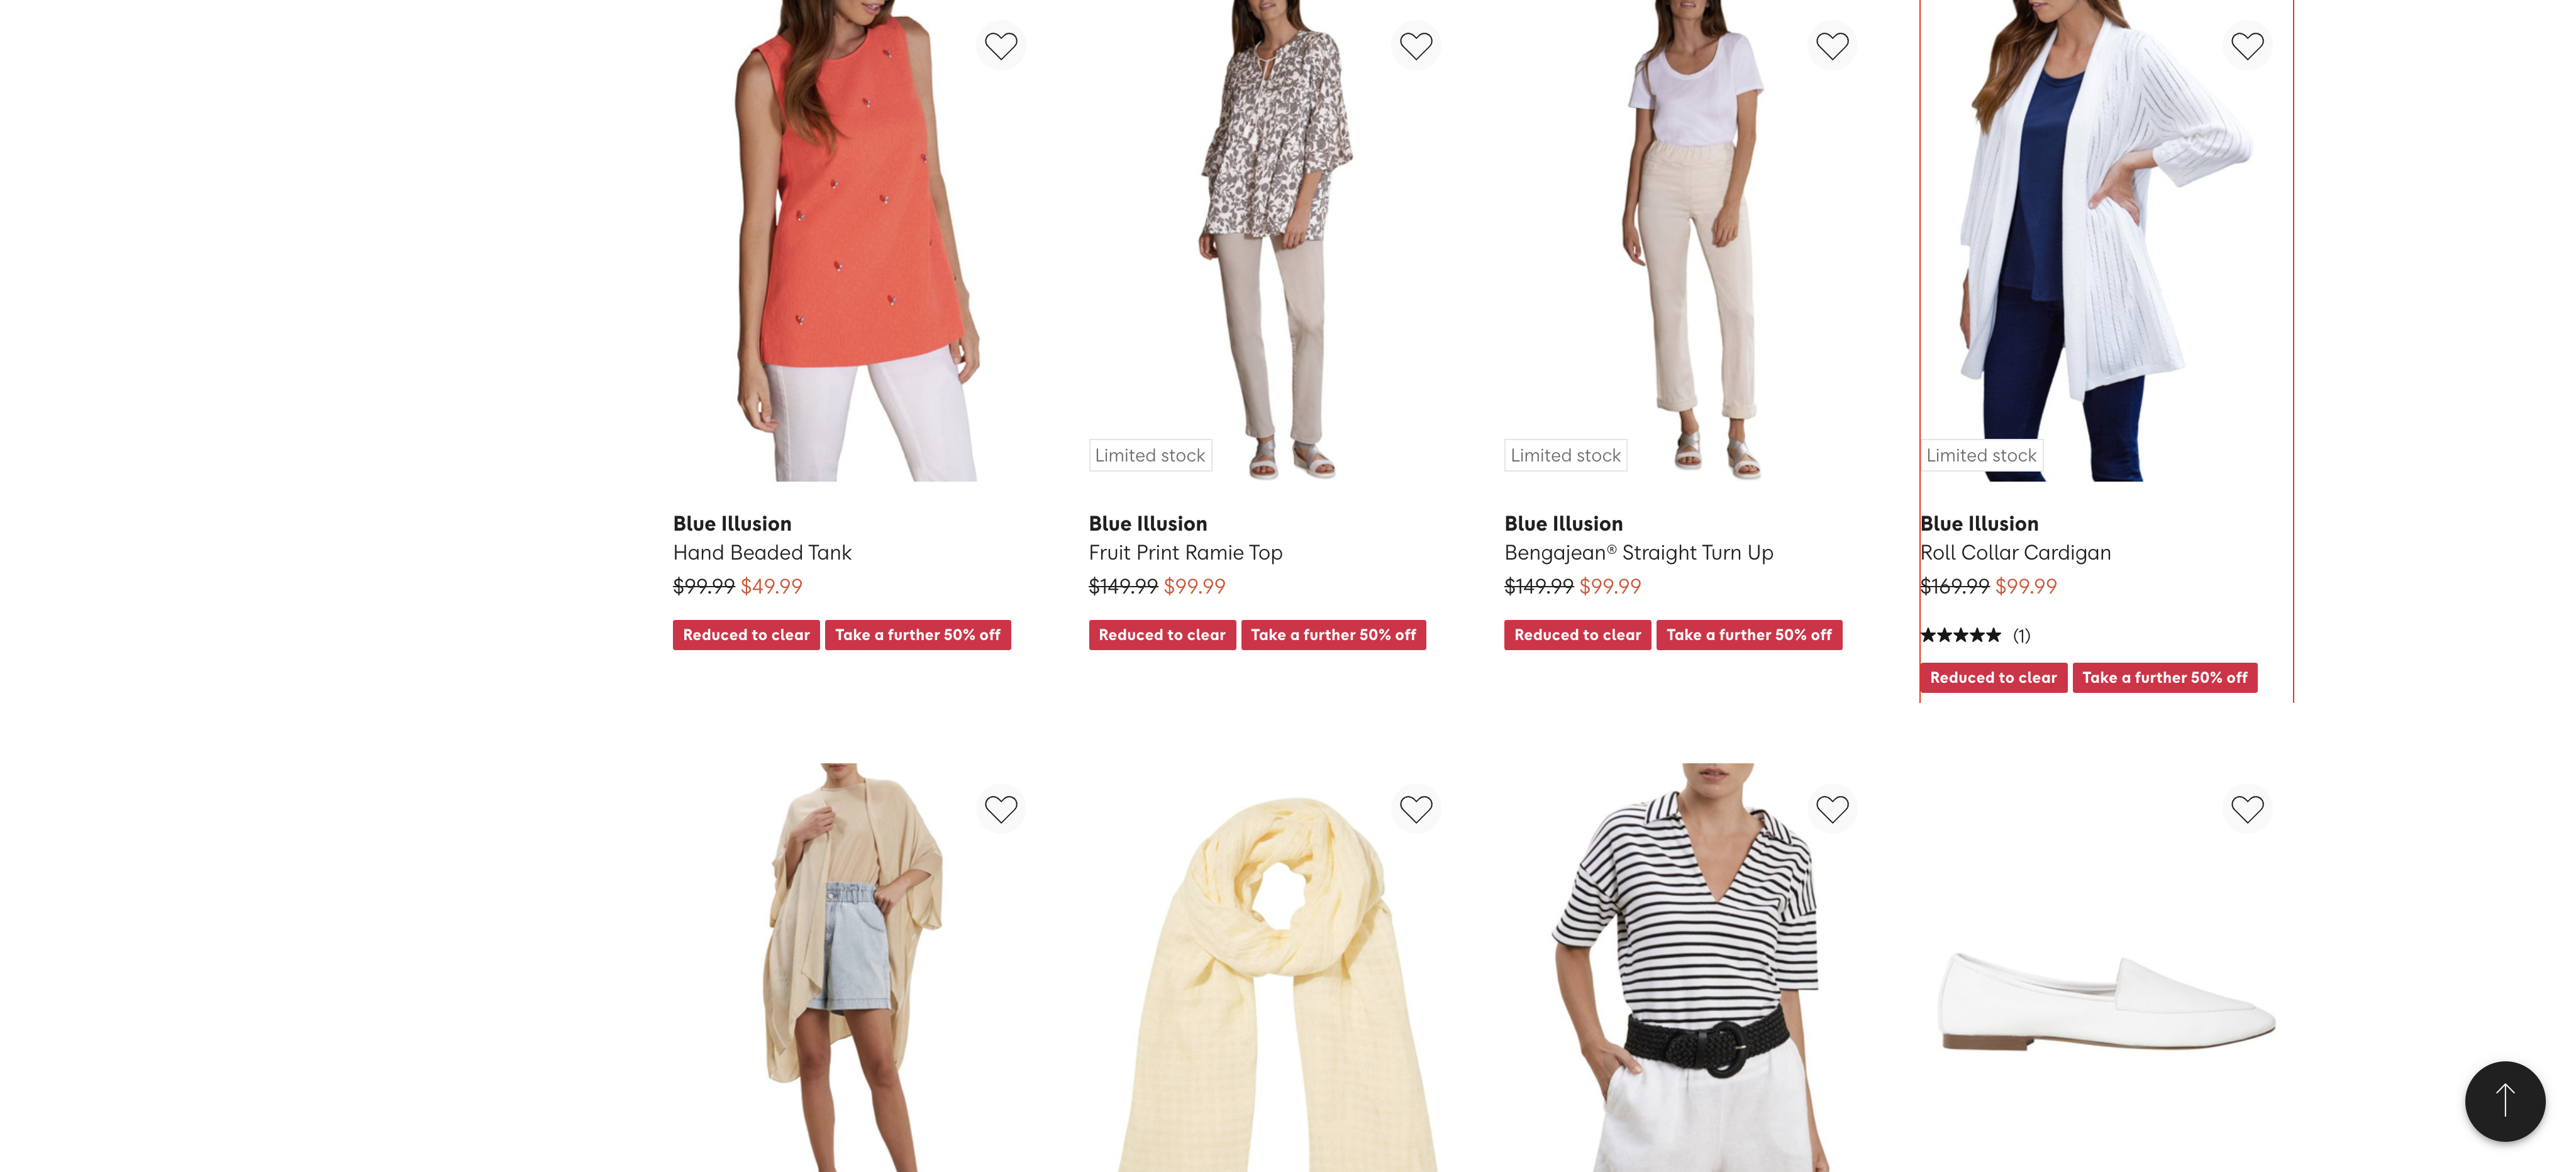 Limited stock
Limited stock
Limited stock
Blue Illusion
Hand Beaded Tank
$99.99 $49.99
Reduced to clear Take a further 50% off
Blue Illusion
Fruit Print Ramie Top
$149.99 $99.99
Reduced to clear Take a further 50% off
Blue Illusion
Bengajean® Straight Turn Up
$149.99 $99.99
Reduced to clear Take a further 50% off
Blue Illusion
Roll Collar Cardigan
$169.99 $99.99
★★★★★ (1)
Reduced to clear Take a further 50% off